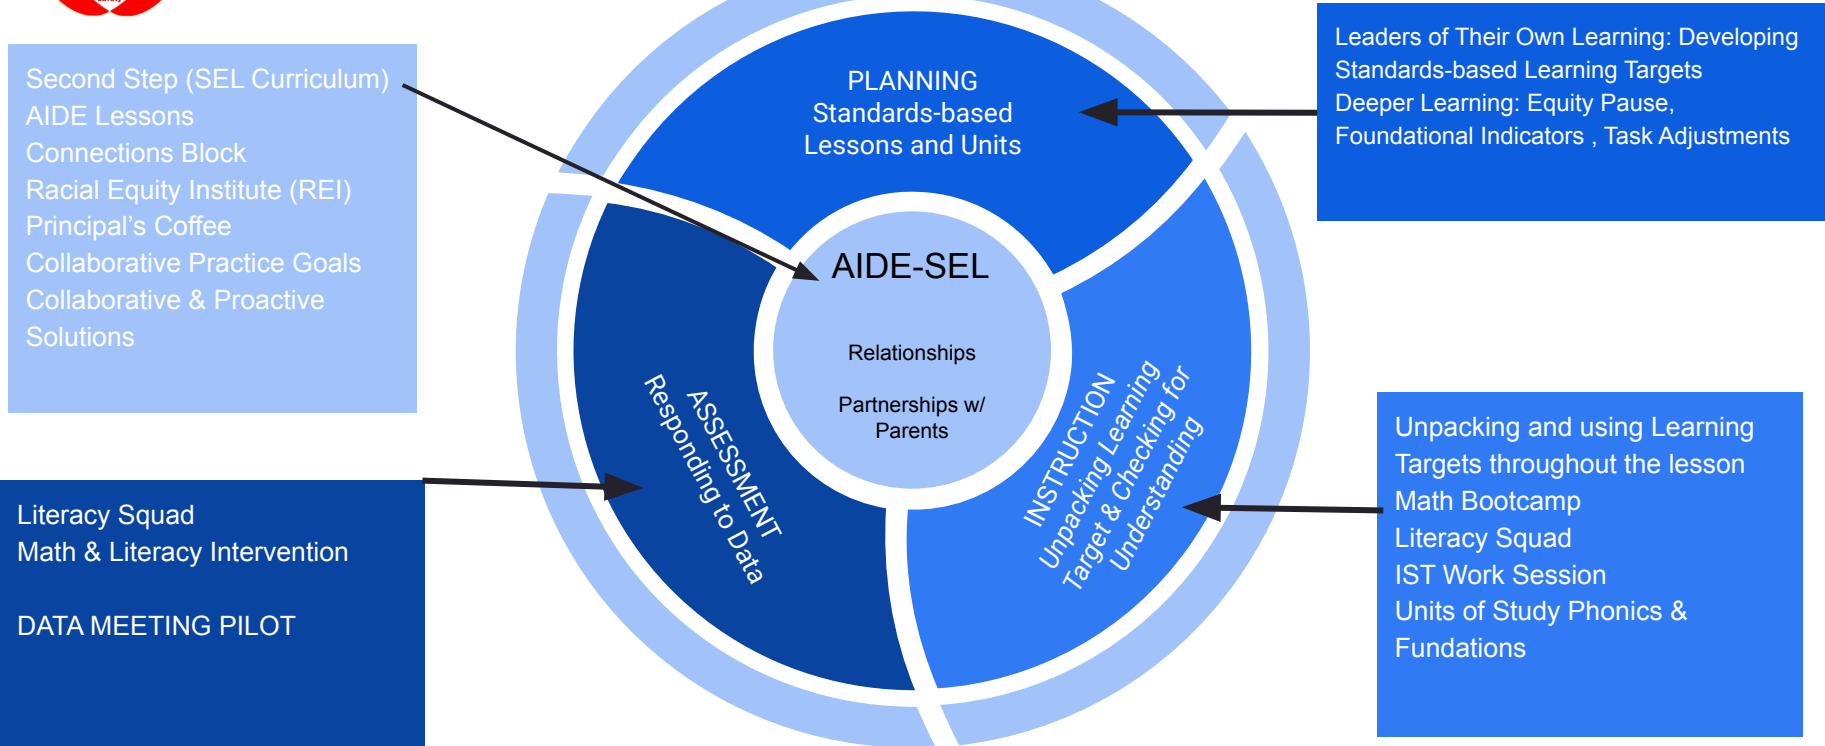 Second Step (SEL Curriculum)
AIDE Lessons
Connections Block
Racial Equity Institute (REI)
Principal’s Coffee
Collaborative Practice Goals
Collaborative & Proactive
Solutions
PLANNING
Standards-based
Lessons and Units
Leaders of Their Own Learning: Developing
Standards-based Learning Targets
Deeper Learning: Equity Pause,
Foundational Indicators , Task Adjustments
AIDE-SEL
Relationships
Partnerships w/
Parents
ASSESSMENT
Responding to Data
INSTRUCTION
Unpacking Learning
Target & Checking for
Understanding
Literacy Squad
Math & Literacy Intervention
DATA MEETING PILOT
Unpacking and using Learning
Targets throughout the lesson
Math Bootcamp
Literacy Squad
IST Work Session
Units of Study Phonics &
Fundations